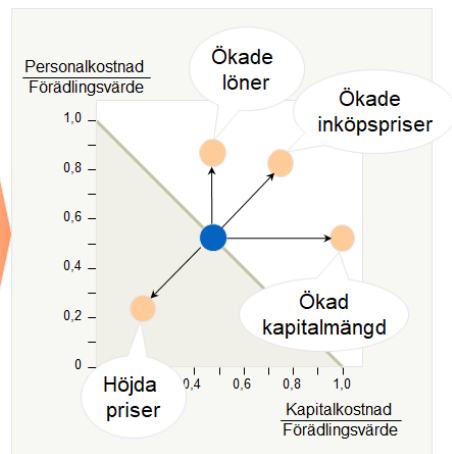 Personalkostnad
Förädlingsvärde
Ökade
löner
Ökade
inköpspriser
1,0
0,8
0,6
0,4
0,2
0
Ökad
kapitalmängd
Höjda
priser
0,4
0,6
0,8
1,0
Kapitalkostnad
Förädlingsvärde